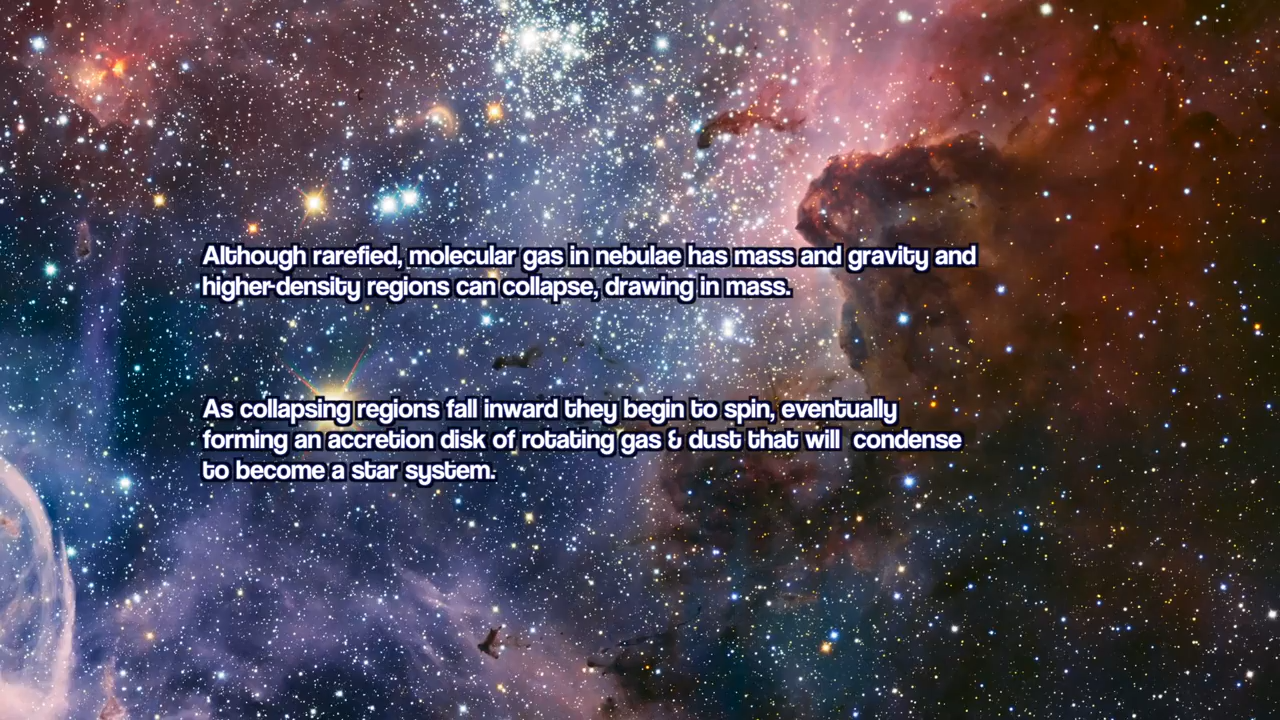 Although rarefied, molecular gas in nebulae has mass and gravity and
higher-density regions can collapse, drawing in mass.
As collapsing regions fall inward they begin to spin, eventually
forming an accretion disk of rotating gas & dust that will  condense
to become a star system.